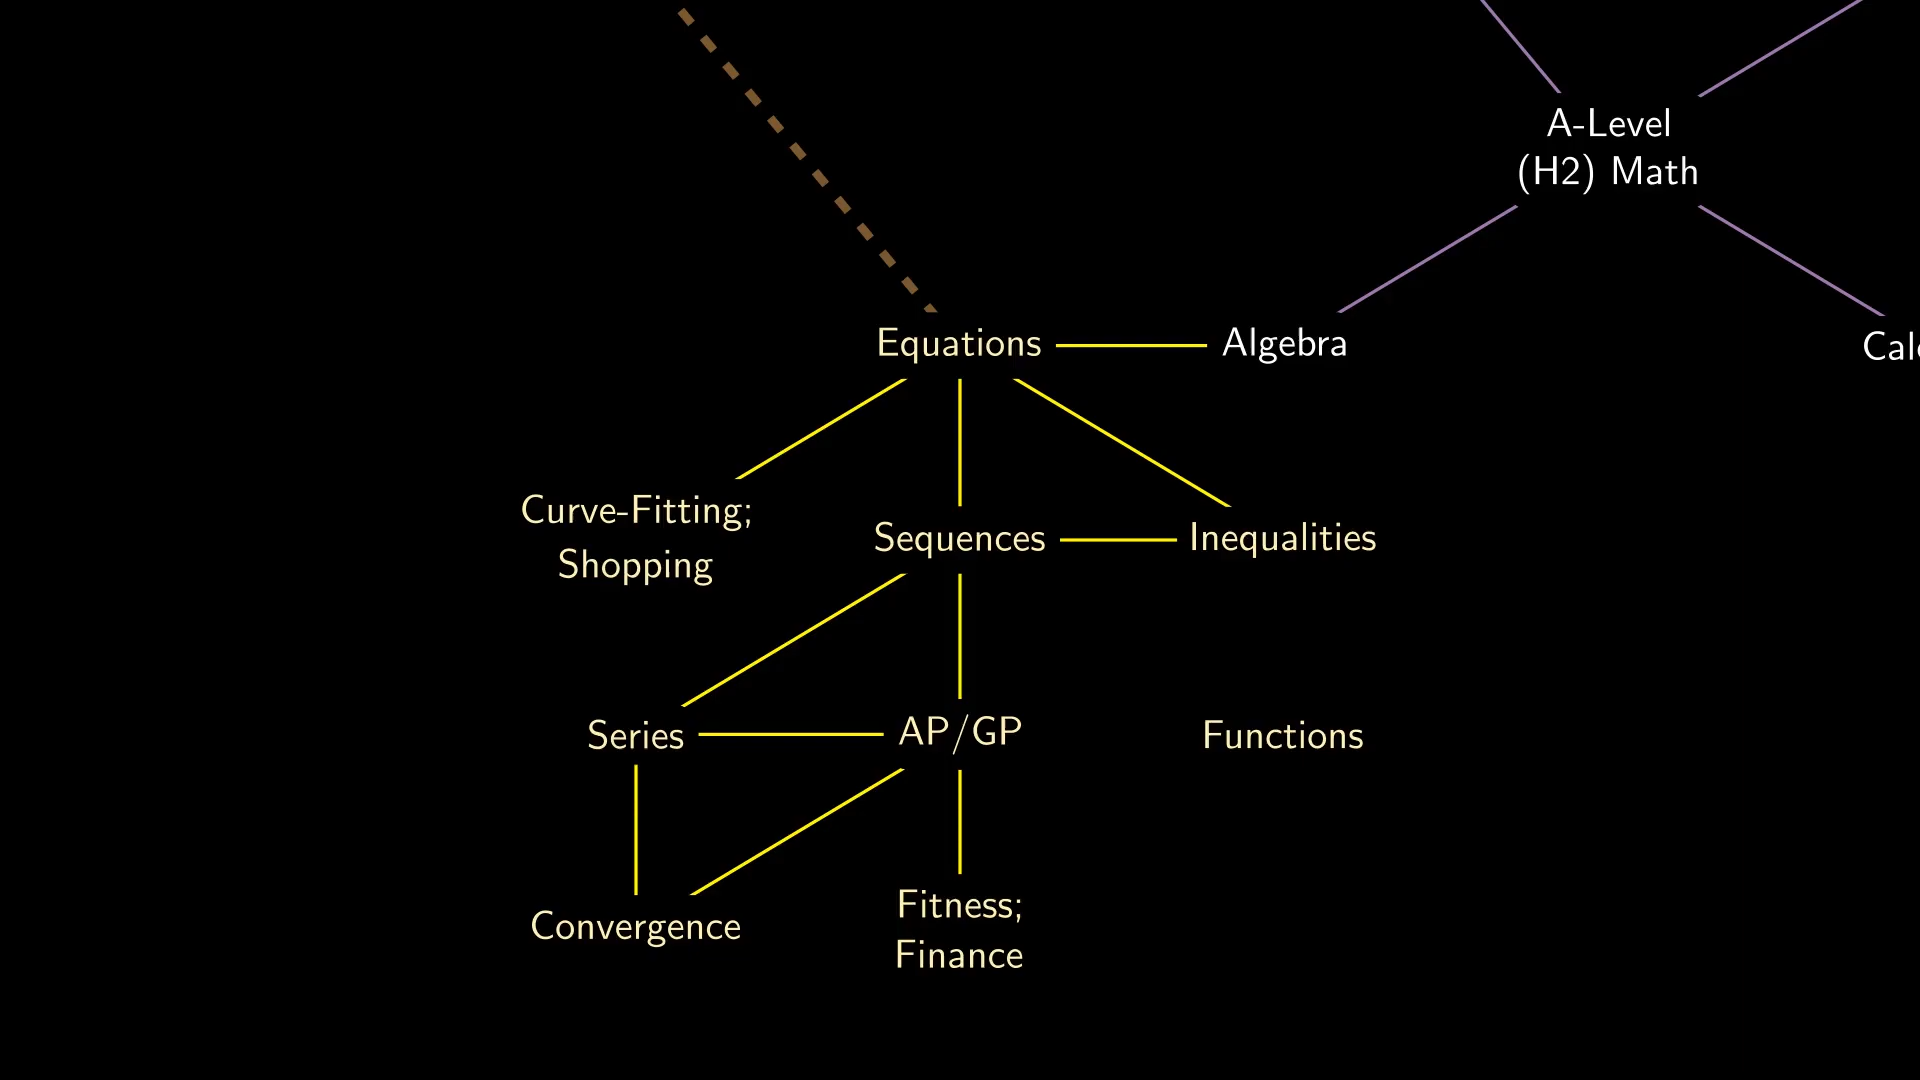 A-Level
(H2) Math
Equations
Algebra
Curve-Fitting;
Shopping
Sequences
Inequalities
Series
AP/GP
Functions
Convergence
Fitness;
Finance